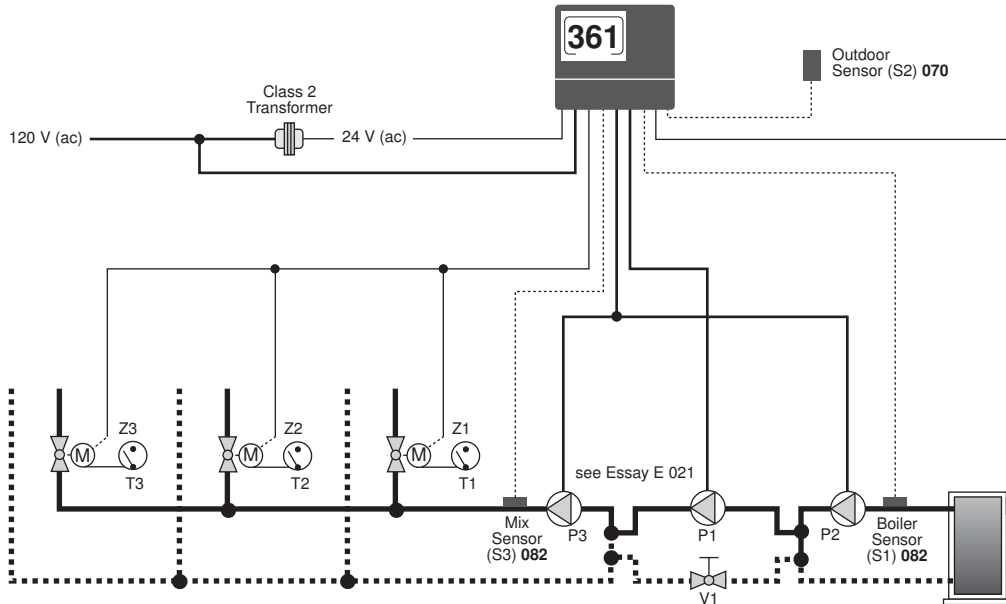 361
Outdoor
Sensor (S2) 070
Class 2
Transformer
120 V (ac)
24 V (ac)
Z3
M
T3
Z2
M
T2
Z1
M
T1
see Essay E 021
Mix
Sensor
(S3) 082
P3
P1
P2
Boiler
Sensor
(S1) 082
V1